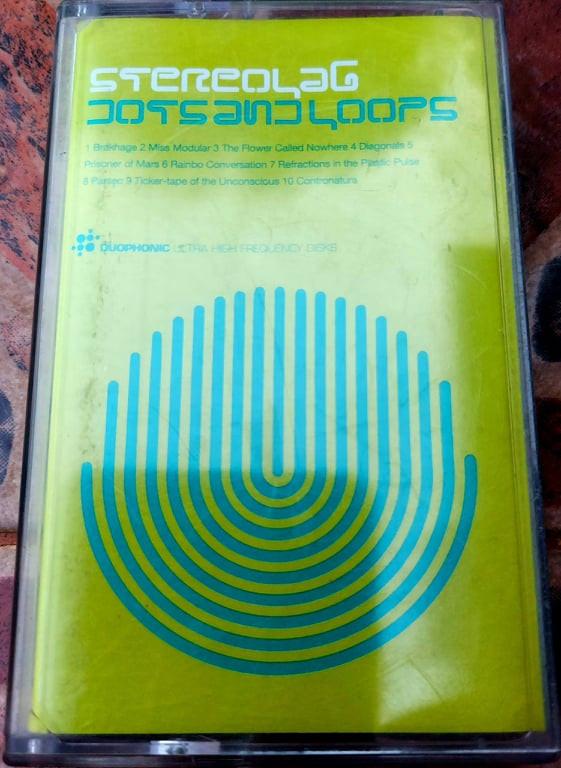 stereolab
Dots and Loops
1 Brakhage 2 Miss Modular 3 The Flower Called Nowhere 4 Diagonals 5
Prisoner of Mars 6 Rainbo Conversation 7 Refractions in the Plastic Pulse
8 Parsec 9 Ticker-tape of the Unconscious 10 Contronatura
DUOPHONIC ULTRA HIGH FREQUENCY DISKS